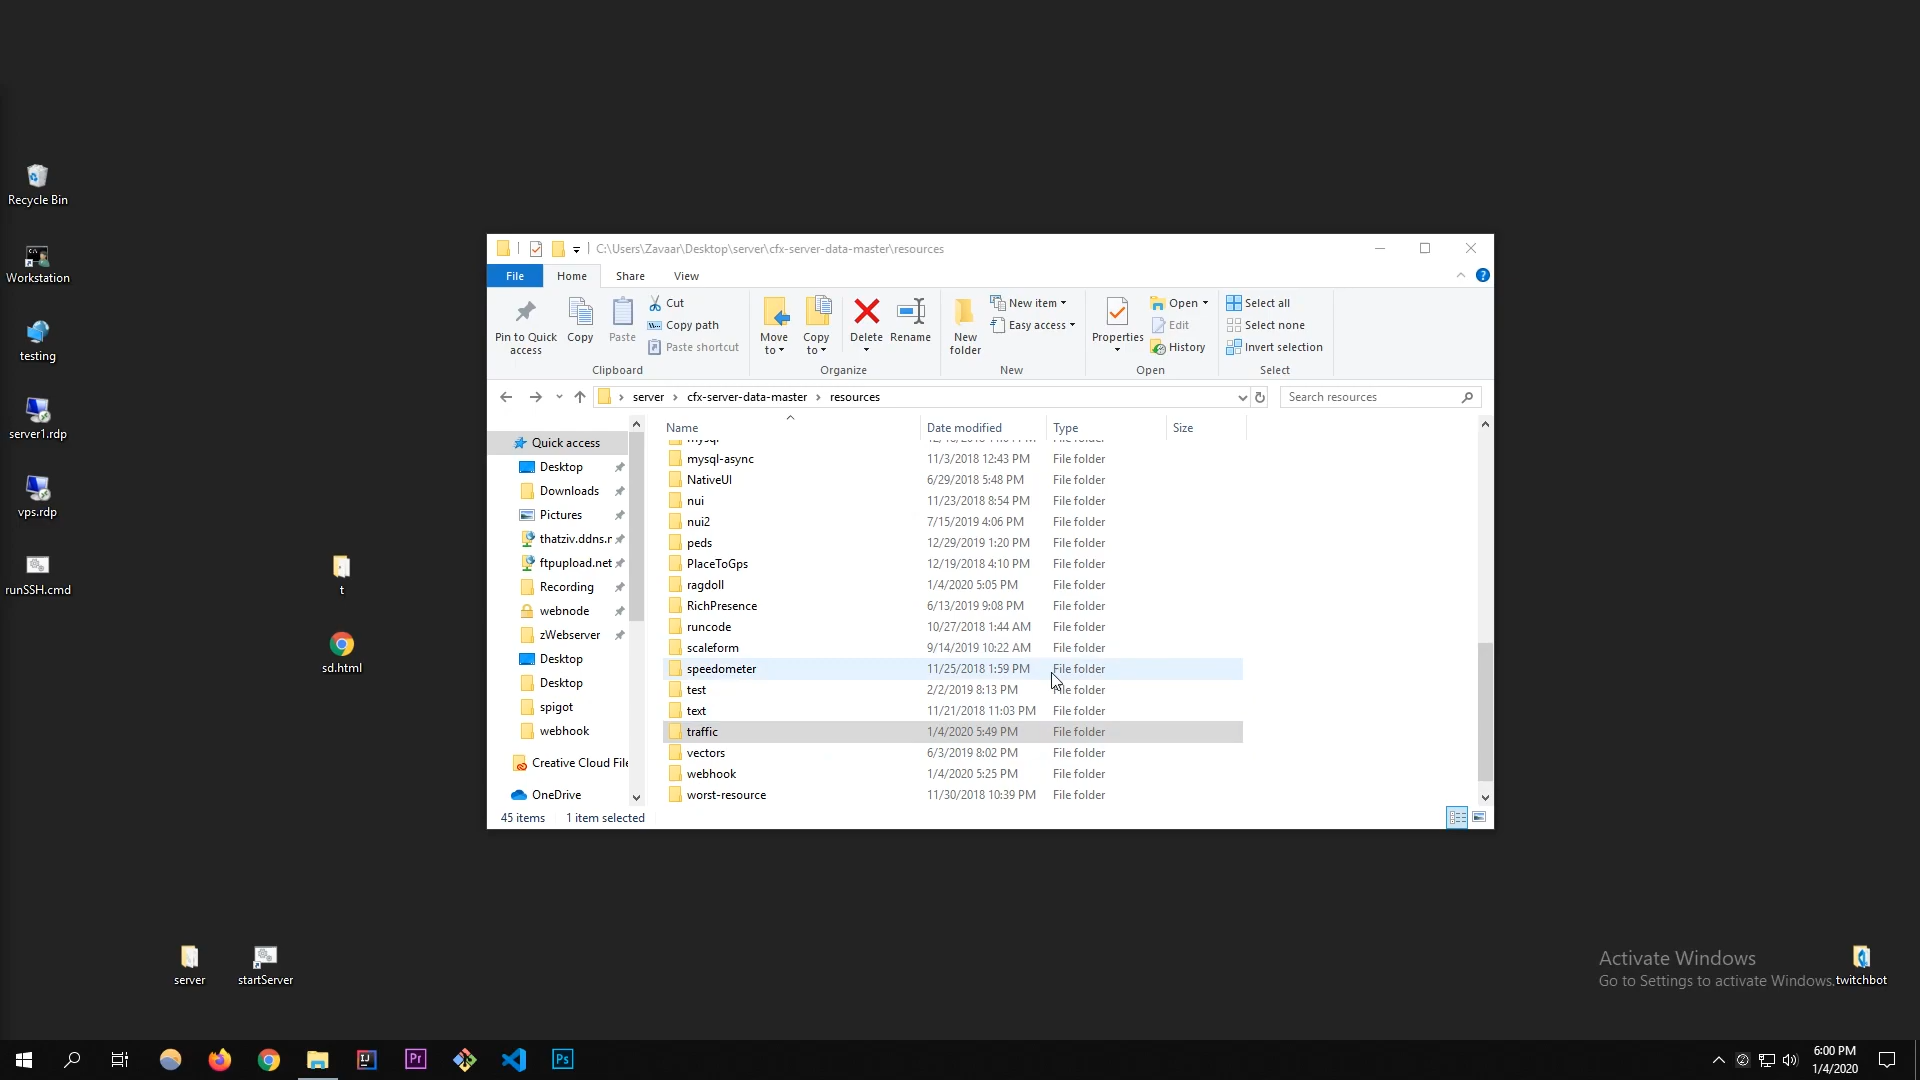 Recycle Bin
Workstation
testing
server1.rdp
vps.rdp
runSSH.cmd
t
sd.html
server
startServer
C:\Users\Zavaar\Desktop\server\cfx-server-data-master\resources
File Home Share View
Pin to Quick access
Copy
Paste
Cut
Copy path
Paste shortcut
Clipboard
Move to
Copy to
Delete
Rename
Organize
New folder
New item
Easy access
New
Properties
Open
Edit
History
Open
Select all
Select none
Invert selection
Select
server > cfx-server-data-master > resources
Search resources
Quick access
Desktop
Downloads
Pictures
thatziv.ddns.r
ftpupload.net
Recording
webnode
zWebserver
Desktop
Desktop
spigot
webhook
Creative Cloud File
OneDrive
Name Date modified Type Size
mysql
mysql-async 11/3/2018 12:43 PM File folder
NativeUI 6/29/2018 5:48 PM File folder
nui 11/23/2018 8:54 PM File folder
nui2 7/15/2019 4:06 PM File folder
peds 12/29/2019 1:20 PM File folder
PlaceToGps 12/19/2018 4:10 PM File folder
ragdoll 1/4/2020 5:05 PM File folder
RichPresence 6/13/2019 9:08 PM File folder
runcode 10/27/2018 1:44 AM File folder
scaleform 9/14/2019 10:22 AM File folder
speedometer 11/25/2018 1:59 PM File folder
test 2/2/2019 8:13 PM File folder
text 11/21/2018 11:03 PM File folder
traffic 1/4/2020 5:49 PM File folder
vectors 6/3/2019 8:02 PM File folder
webhook 1/4/2020 5:25 PM File folder
worst-resource 11/30/2018 10:39 PM File folder
45 items 1 item selected
Activate Windows
Go to Settings to activate Windows.
twitchbot
Pr
Ps
6:00 PM
1/4/2020